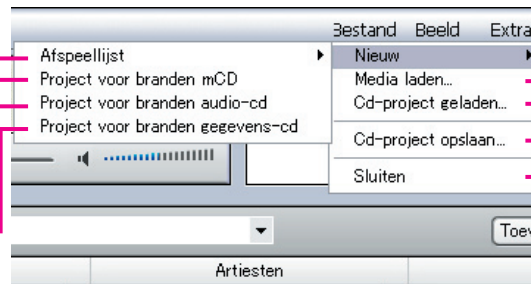 Bestand Beeld Extra
Afspeellijst
Project voor branden mCD
Project voor branden audio-cd
Project voor branden gegevens-cd
Nieuw
Media laden...
Cd-project geladen...
Cd-project opslaan...
Sluiten
Toev
Artiesten